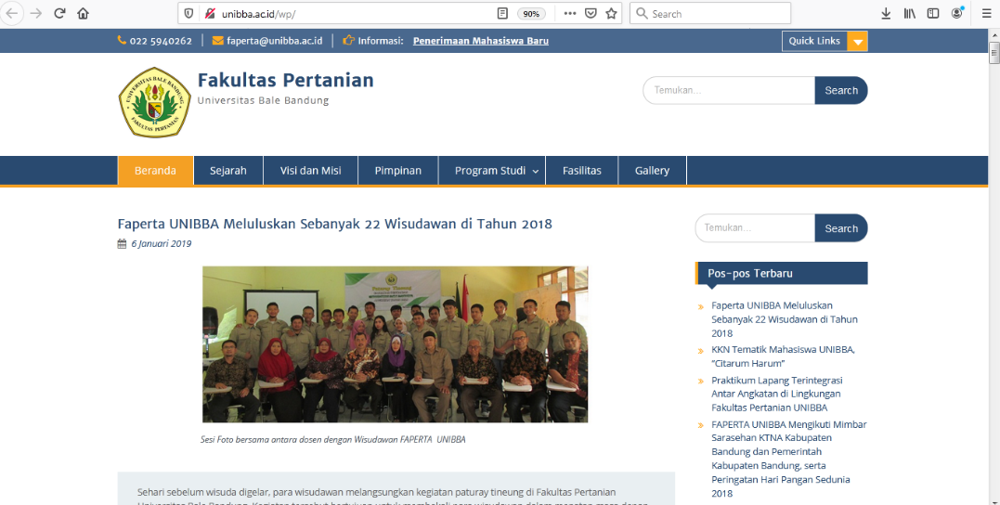 unibba.ac.id/wp/
90%
Search
022 5940262
faperta@unibba.ac.id
Informasi: Penerimaan Mahasiswa Baru
Quick Links
UNIVERSITAS BALE BANDUNG
FAKULTAS PERTANIAN
Fakultas Pertanian
Universitas Bale Bandung
Temukan...
Search
Beranda
Sejarah
Visi dan Misi
Pimpinan
Program Studi
Fasilitas
Gallery
Faperta UNIBBA Meluluskan Sebanyak 22 Wisudawan di Tahun 2018
6 Januari 2019
Sesi Foto bersama antara dosen dengan Wisudawan FAPERTA UNIBBA
Sehari sebelum wisuda digelar, para wisudawan melangsungkan kegiatan paturay tineung di Fakultas Pertanian
Temukan...
Search
Pos-pos Terbaru
Faperta UNIBBA Meluluskan
Sebanyak 22 Wisudawan di Tahun
2018
KKN Tematik Mahasiswa UNIBBA,
“Citarum Harum”
Praktikum Lapang Terintegrasi
Antar Angkatan di Lingkungan
Fakultas Pertanian UNIBBA
FAPERTA UNIBBA Mengikuti Mimbar
Sarasehan KTNA Kabupaten
Bandung dan Pemerintah
Kabupaten Bandung, serta
Peringatan Hari Pangan Sedunia
2018